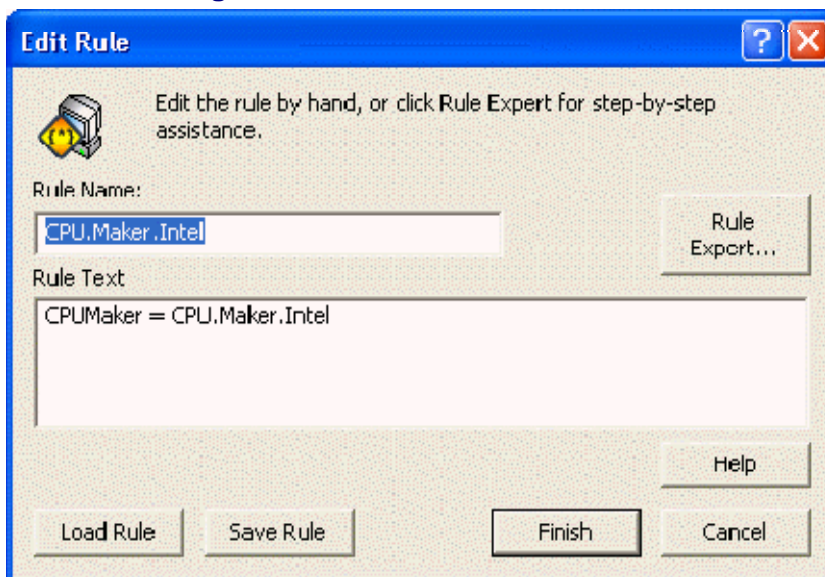 Edit Rule
Edit the rule by hand, or click Rule Expert for step-by-step
assistance.
Rule Name:
CPU.Maker.Intel
Rule
Expert...
Rule Text
CPUMaker = CPU.Maker.Intel
Help
Load Rule
Save Rule
Finish
Cancel